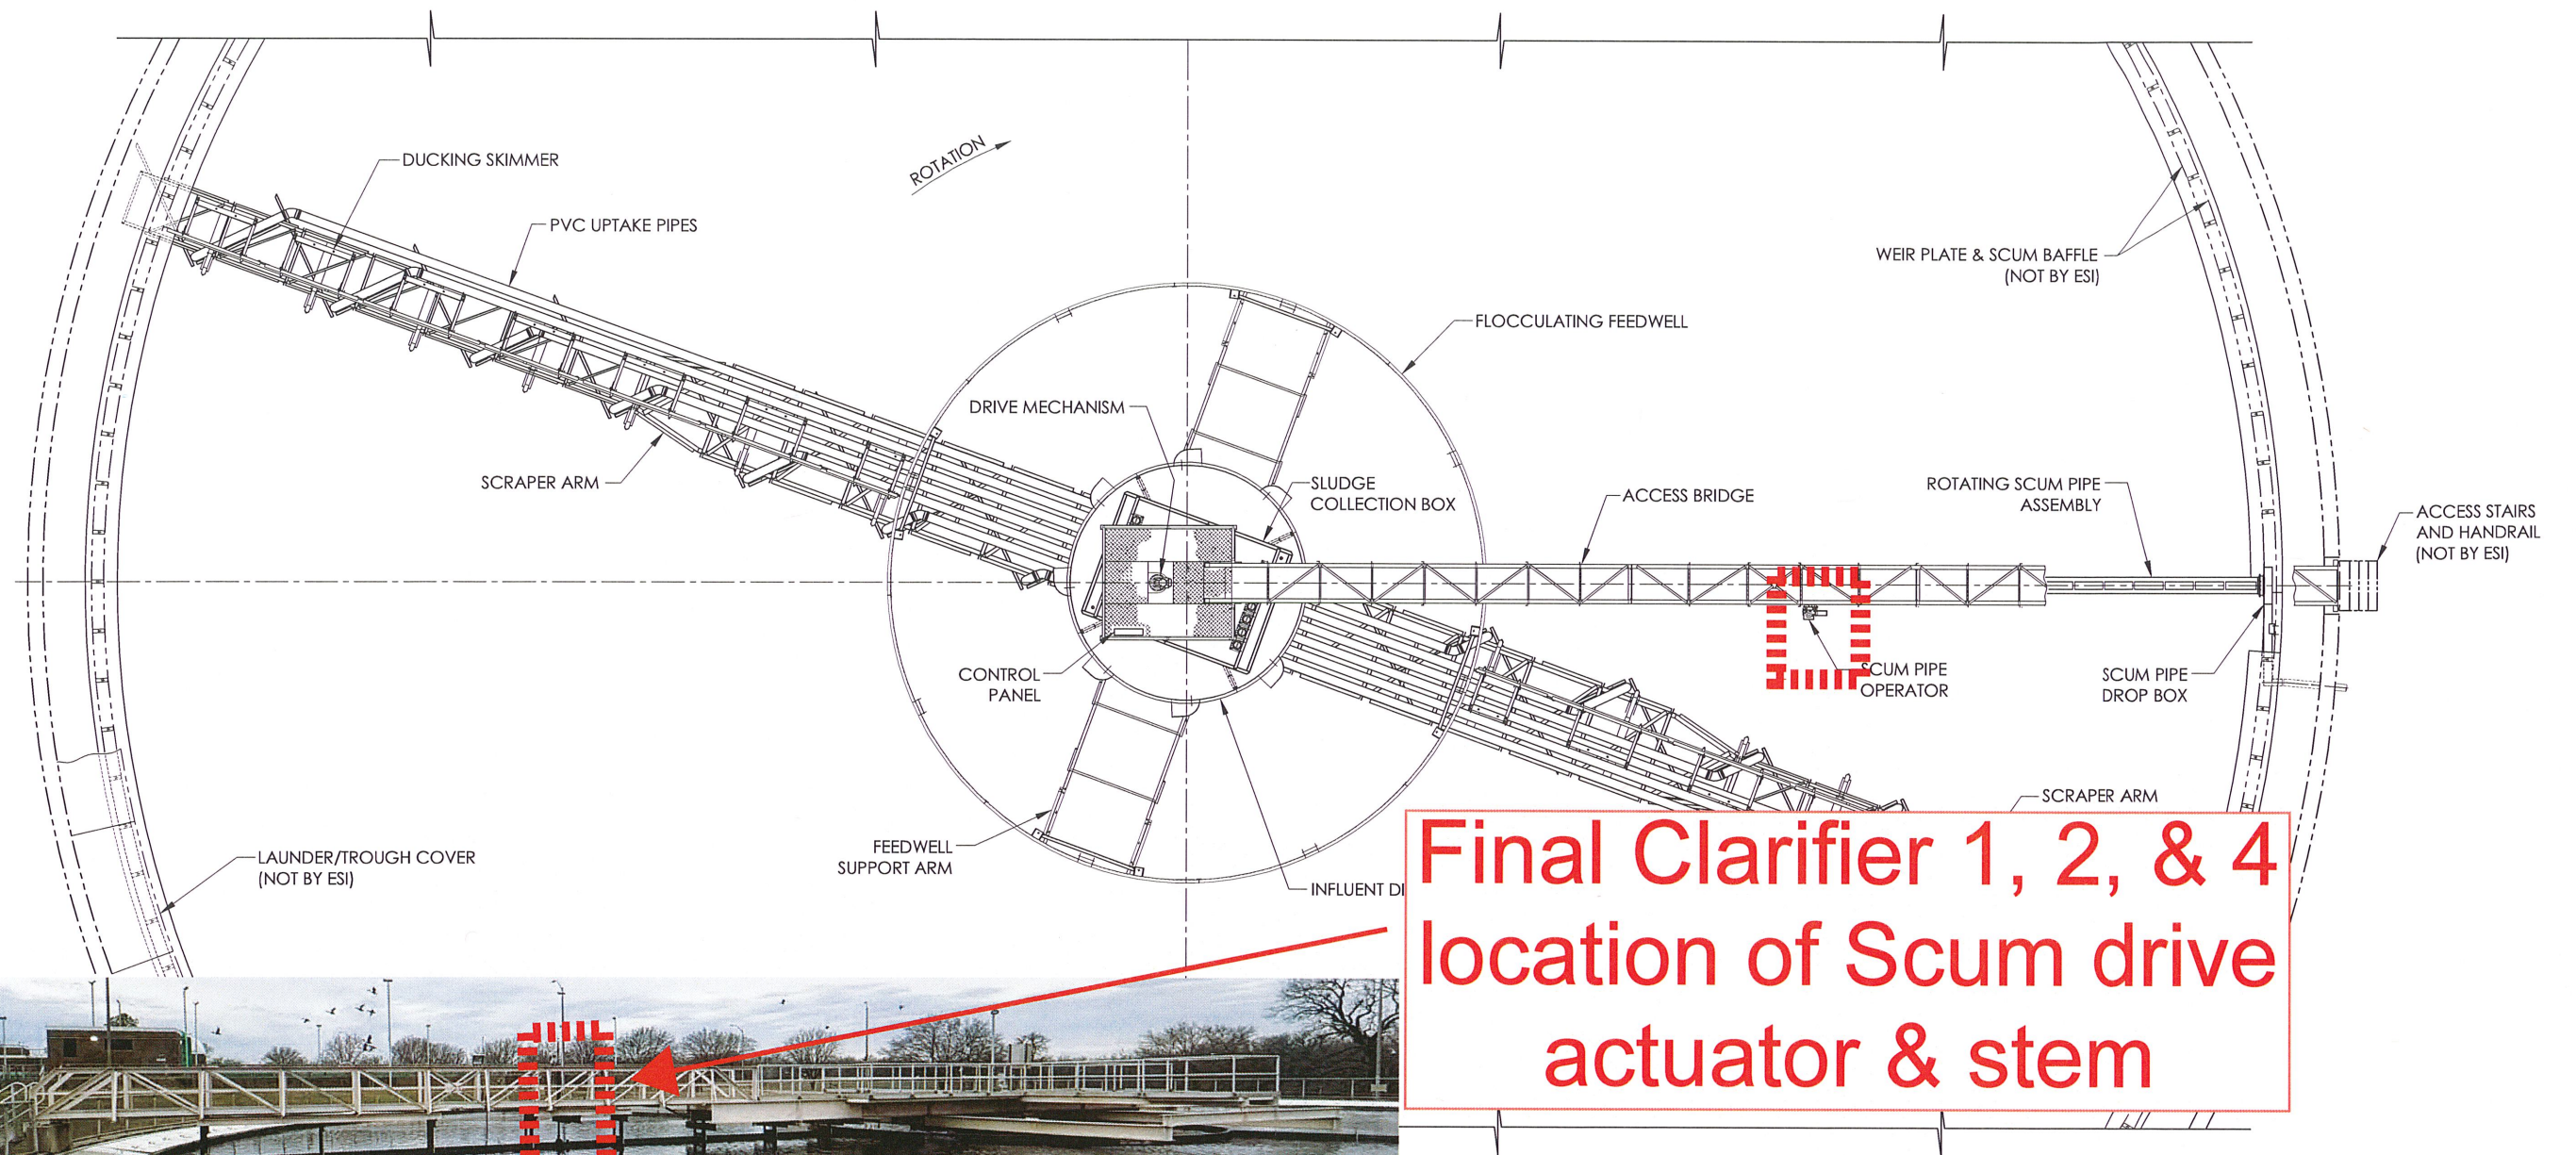 DUCKING SKIMMER
PVC UPTAKE PIPES
ROTATION
WEIR PLATE & SCUM BAFFLE
(NOT BY ESI)
FLOCCULATING FEEDWELL
DRIVE MECHANISM
SCRAPER ARM
SLUDGE
COLLECTION BOX
ACCESS BRIDGE
ROTATING SCUM PIPE
ASSEMBLY
ACCESS STAIRS
AND HANDRAIL
(NOT BY ESI)
CONTROL
PANEL
SCUM PIPE
OPERATOR
SCUM PIPE
DROP BOX
SCRAPER ARM
FEEDWELL
SUPPORT ARM
LAUNDER/TROUGH COVER
(NOT BY ESI)
INFLUENT
Final Clarifier 1, 2, & 4
location of Scum drive
actuator & stem